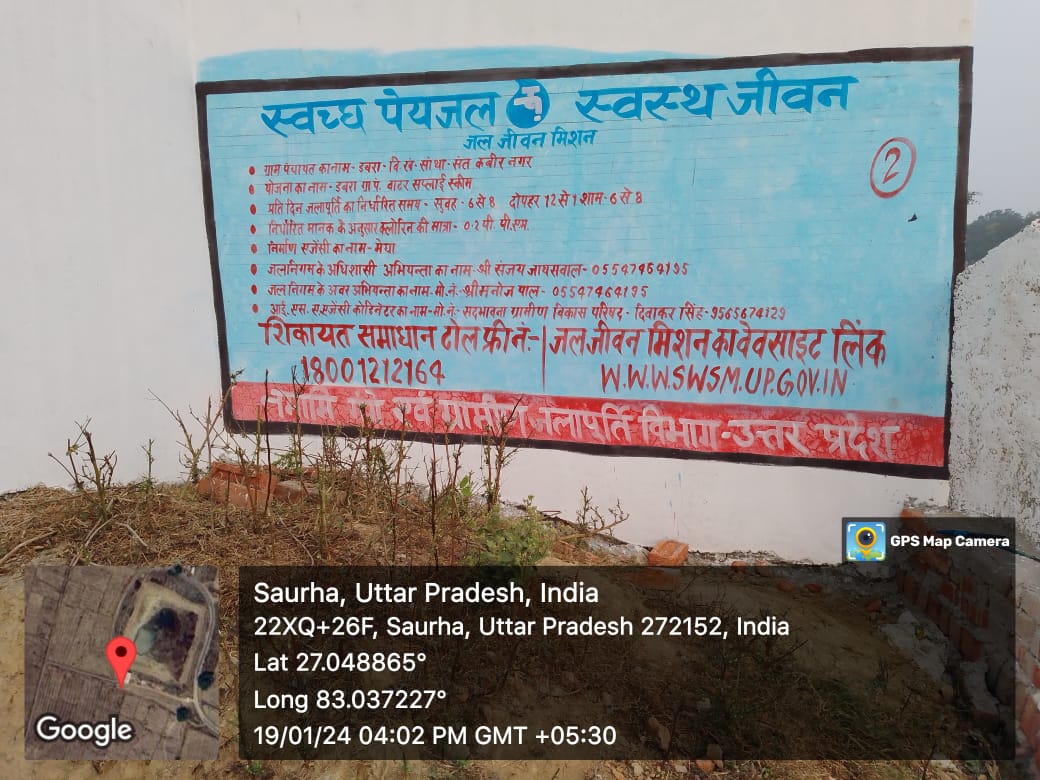 स्वच्छ पेयजल स्वस्थ जीवन
जल जीवन मिशन
2
• ग्राम पंचायत का नाम - डबरा - वि.ख. सांथा - संत कबीर नगर
• योजना का नाम - डबरा ग्रा.पं. वाटर सप्लाई स्कीम
• प्रति दिन जलापूर्ति का निर्धारित समय - सुबह - 6 से 8 दोपहर 12 से 1 शाम - 6 से 8
• निर्धारित मानक के अनुसार क्लोरिन की मात्रा - 0.2 पी. पी.एम.
• निर्माण एजेंसी का नाम - मेघा
• जलनिगम के अधिशासी अभियन्ता का नाम - श्री संजय जायसवाल - 05547464195
• जल निगम के अवर अभियन्ता का नाम - मो.नं. - श्री मनोज पाल - 05547464195
• आई.एस.ए. एजेंसी कोडिनेटर का नाम - मो.नं. - सदभावना ग्रामीण विकास परिषद - दिवाकर सिंह - 9565674129
शिकायत समाधान टोल फ्री नं. - जल जीवन मिशन का वेबसाइट लिंक
18001212164 W.W.W.SWSM.UP.GOV.IN
नमामि गंगे एवं ग्रामीण जलापूर्ति विभाग - उत्तर प्रदेश
GPS Map Camera
Saurha, Uttar Pradesh, India
22XQ+26F, Saurha, Uttar Pradesh 272152, India
Lat 27.048865°
Long 83.037227°
19/01/24 04:02 PM GMT +05:30
Google